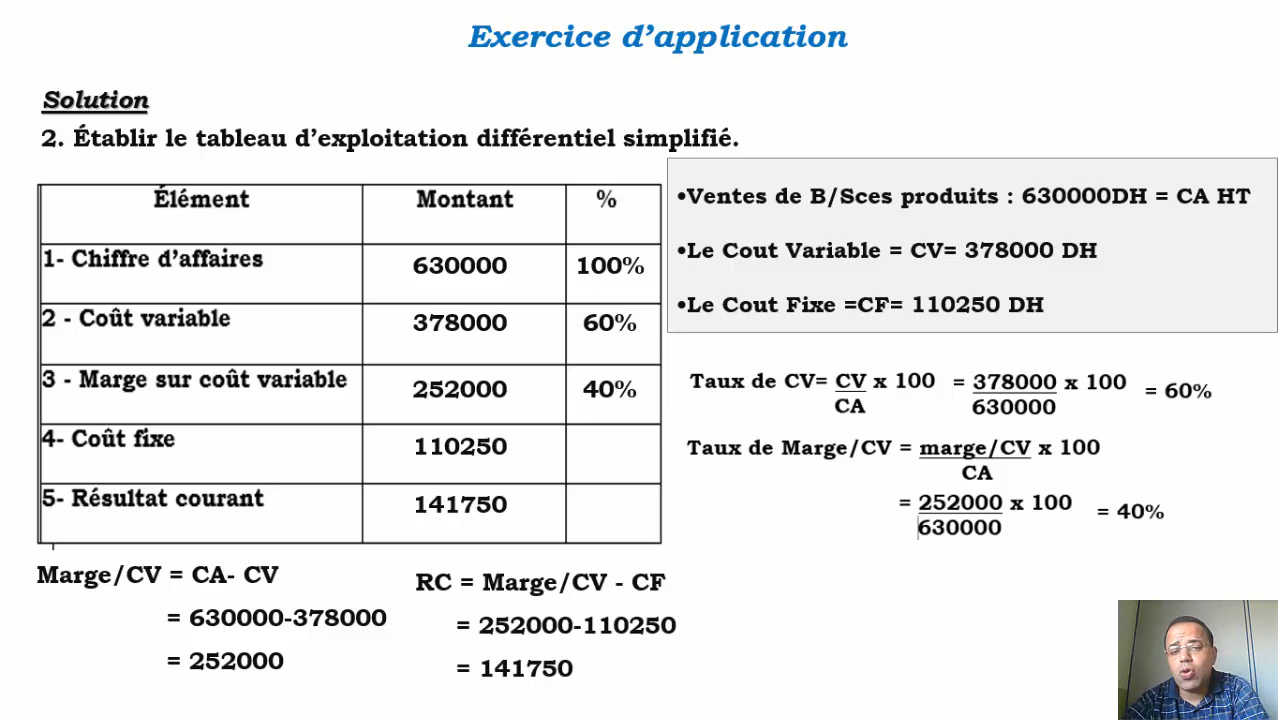 Exercice d'application
Solution
2. Établir le tableau d'exploitation différentiel simplifié.
Élément Montant %
1- Chiffre d'affaires 630000 100%
2 - Coût variable 378000 60%
3 - Marge sur coût variable 252000 40%
4- Coût fixe 110250
5- Résultat courant 141750
•Ventes de B/Sces produits : 630000DH = CA HT
•Le Cout Variable = CV= 378000 DH
•Le Cout Fixe =CF= 110250 DH
Taux de CV= CV x 100 = 378000 x 100 = 60%
CA 630000
Taux de Marge/CV = marge/CV x 100
CA
= 252000 x 100 = 40%
630000
Marge/CV = CA- CV
= 630000-378000
= 252000
RC = Marge/CV - CF
= 252000-110250
= 141750